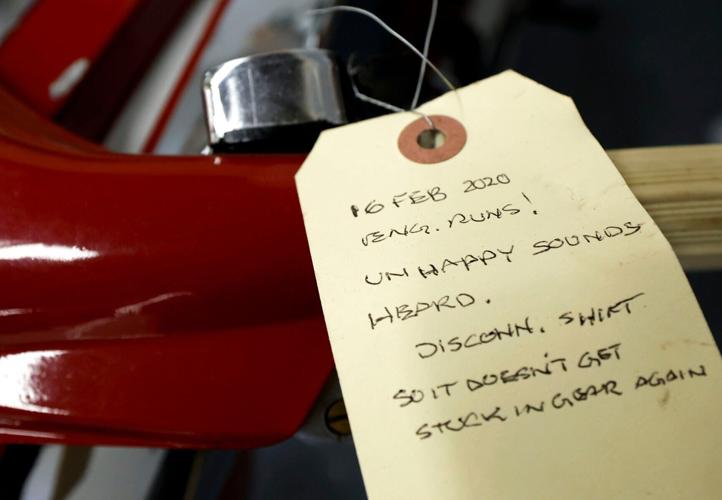 16 FEB 2020
ENG. RUNS!
UNHAPPY SOUNDS
HEARD.
DISCONN. SHIFT
SO IT DOESN'T GET
STUCK IN GEAR AGAIN